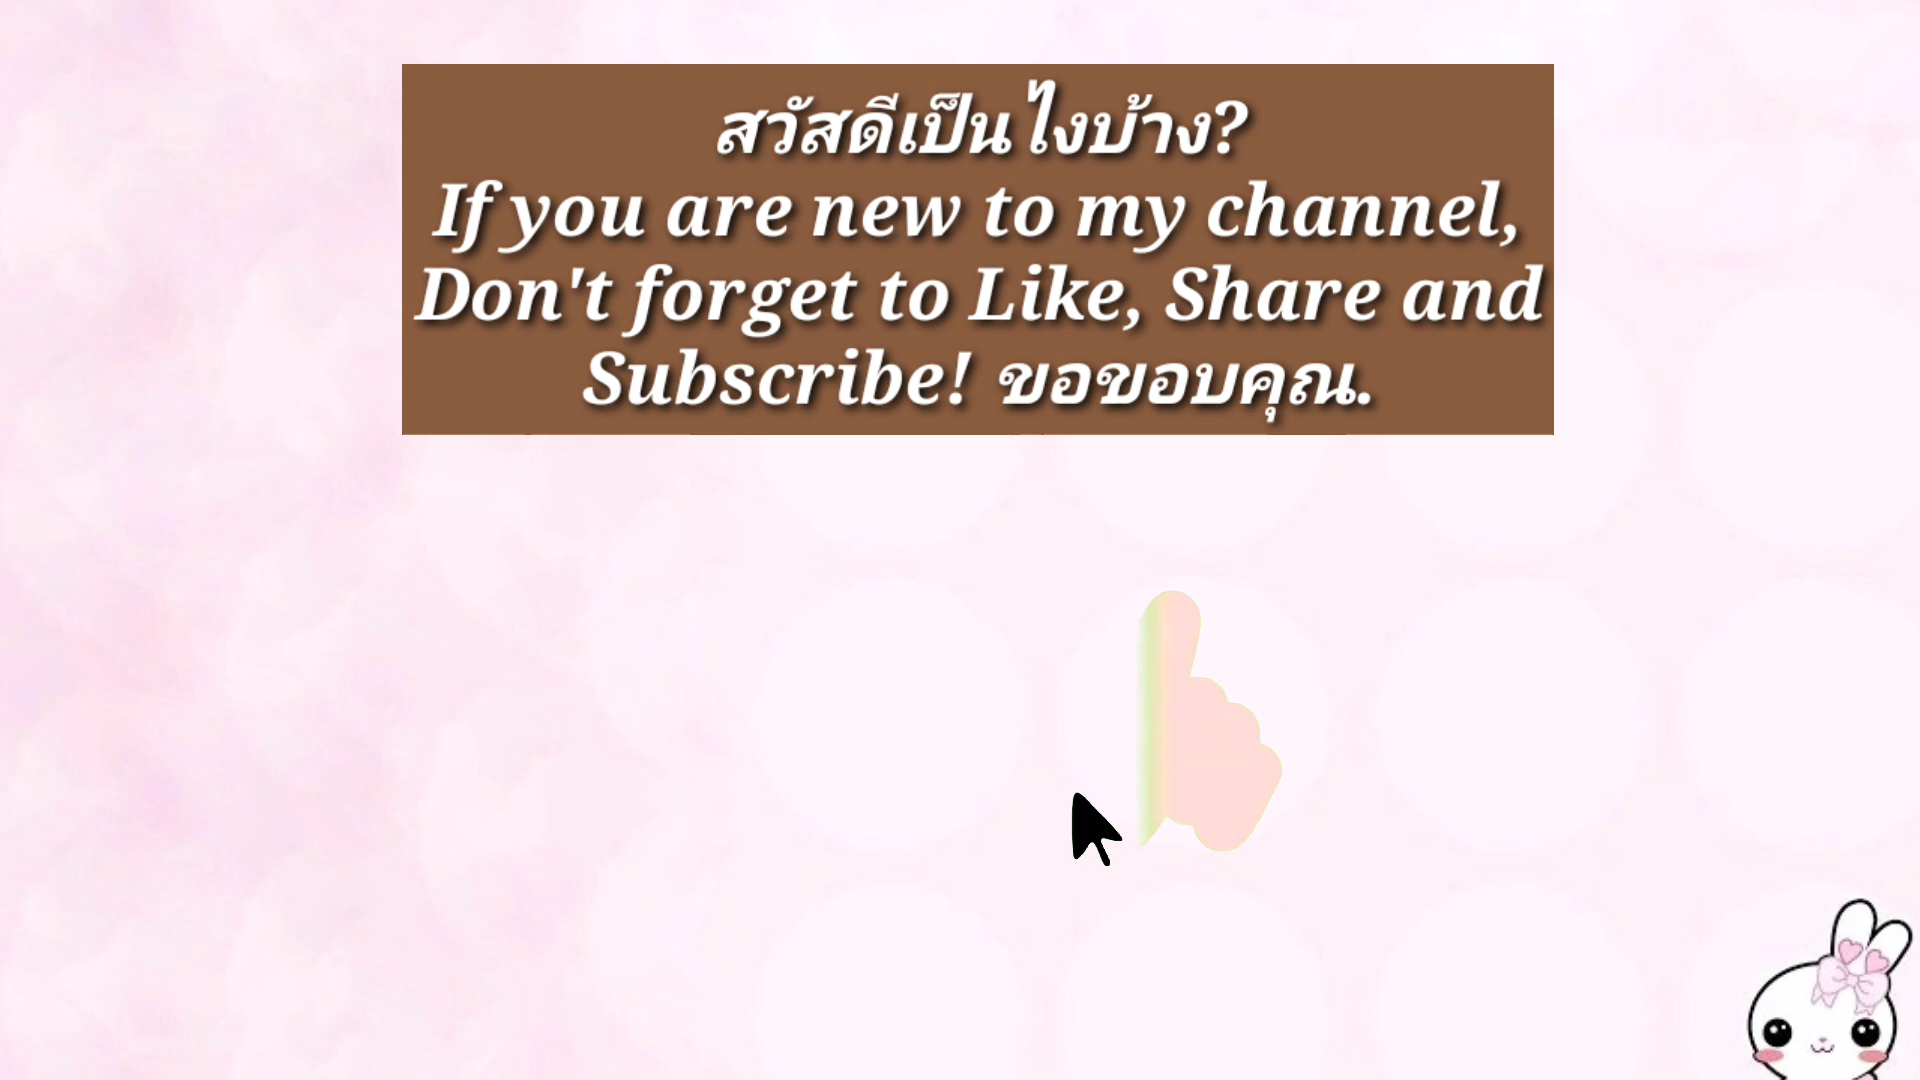 สวัสดีเป็นไงบ้าง?
If you are new to my channel,
Don't forget to Like, Share and
Subscribe! ขอขอบคุณ.